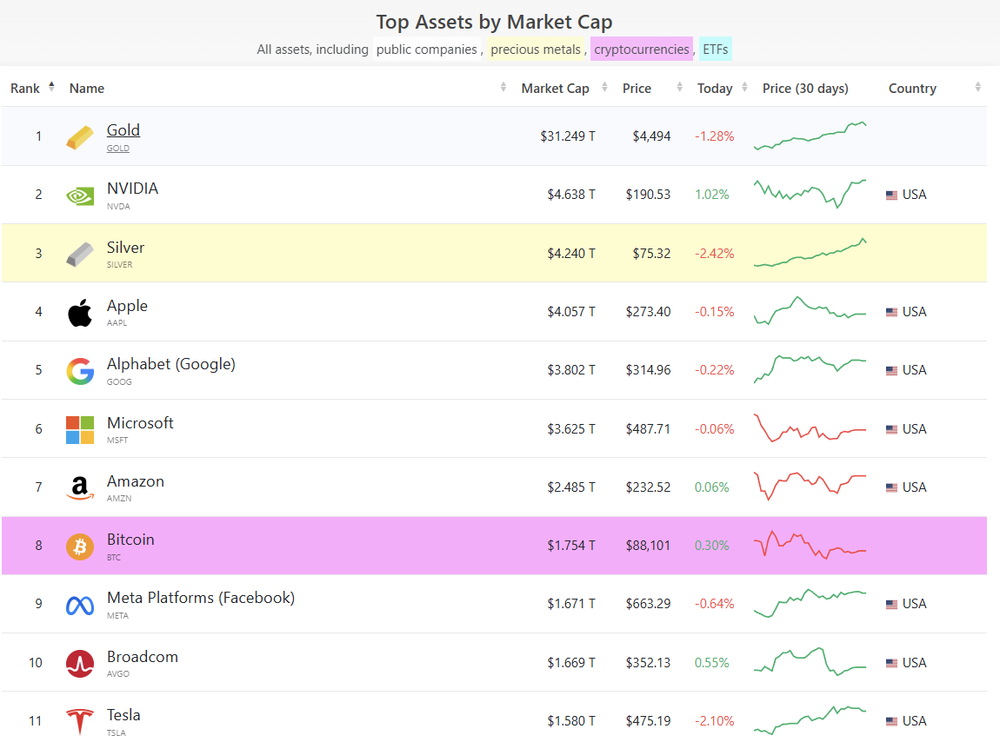 Top Assets by Market Cap
All assets, including public companies , precious metals , cryptocurrencies , ETFs
Rank Name Market Cap Price Today Price (30 days) Country
1 Gold $31.249 T $4,494 -1.28%
GOLD
2 NVIDIA $4.638 T $190.53 1.02% USA
NVDA
3 Silver $4.240 T $75.32 -2.42%
SILVER
4 Apple $4.057 T $273.40 -0.15% USA
AAPL
5 Alphabet (Google) $3.802 T $314.96 -0.22% USA
GOOG
6 Microsoft $3.625 T $487.71 -0.06% USA
MSFT
7 Amazon $2.485 T $232.52 0.06% USA
AMZN
8 Bitcoin $1.754 T $88,101 0.30%
BTC
9 Meta Platforms (Facebook) $1.671 T $663.29 -0.64% USA
META
10 Broadcom $1.669 T $352.13 0.55% USA
AVGO
11 Tesla $1.580 T $475.19 -2.10% USA
TSLA